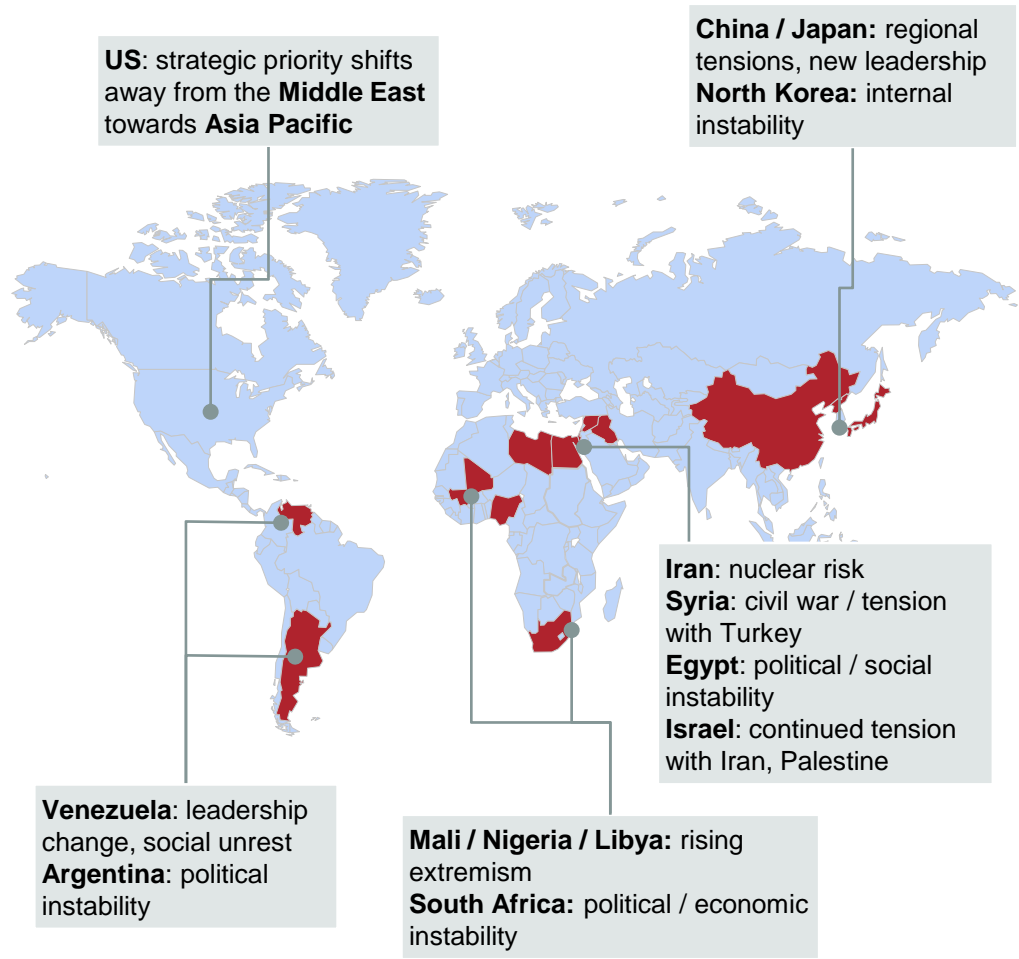 US: strategic priority shifts
away from the Middle East
towards Asia Pacific
China / Japan: regional
tensions, new leadership
North Korea: internal
instability
Iran: nuclear risk
Syria: civil war / tension
with Turkey
Egypt: political / social
instability
Israel: continued tension
with Iran, Palestine
Venezuela: leadership
change, social unrest
Argentina: political
instability
Mali / Nigeria / Libya: rising
extremism
South Africa: political / economic
instability